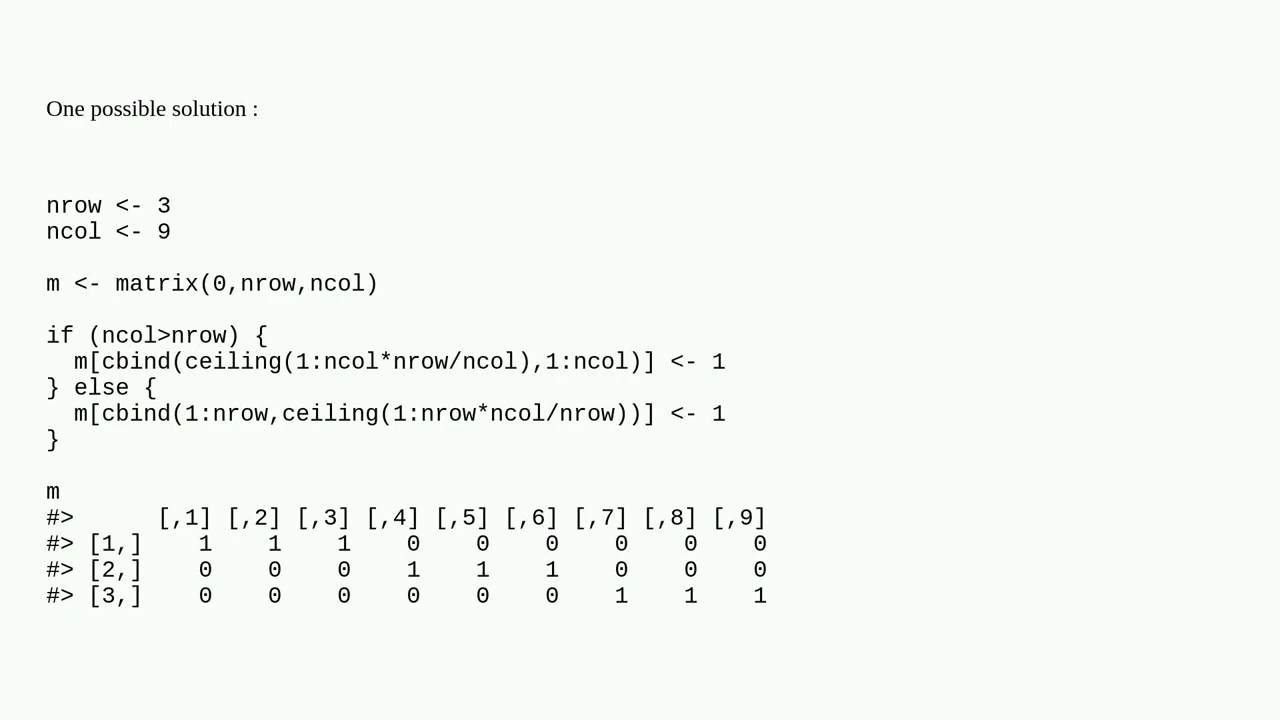 One possible solution :
nrow <- 3
ncol <- 9
m <- matrix(0,nrow,ncol)
if (ncol>nrow) {
  m[cbind(ceiling(1:ncol*nrow/ncol),1:ncol)] <- 1
} else {
  m[cbind(1:nrow,ceiling(1:nrow*ncol/nrow))] <- 1
}
m
#>      [,1] [,2] [,3] [,4] [,5] [,6] [,7] [,8] [,9]
#> [1,]    1    1    1    0    0    0    0    0    0
#> [2,]    0    0    0    1    1    1    0    0    0
#> [3,]    0    0    0    0    0    0    1    1    1